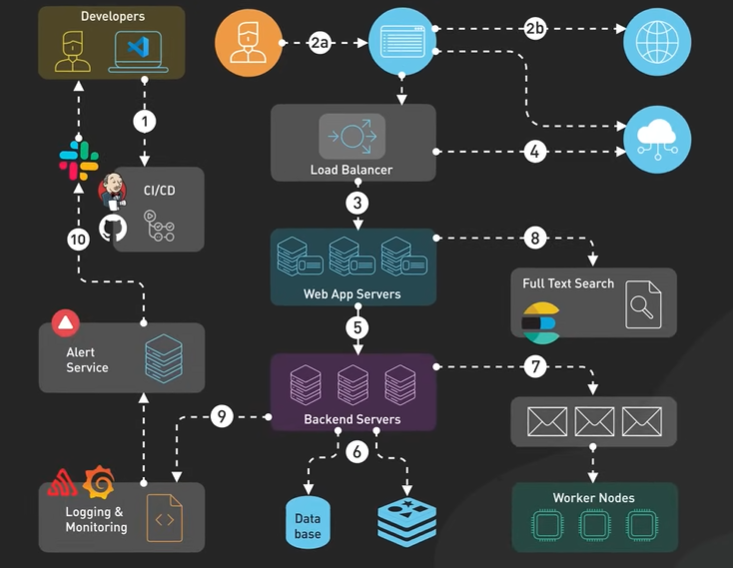 Developers
2a
2b
1
CI/CD
Load Balancer
4
3
10
8
Web App Servers
Full Text Search
5
Alert
Service
7
Backend Servers
9
6
Logging &
Monitoring
Data
base
Worker Nodes